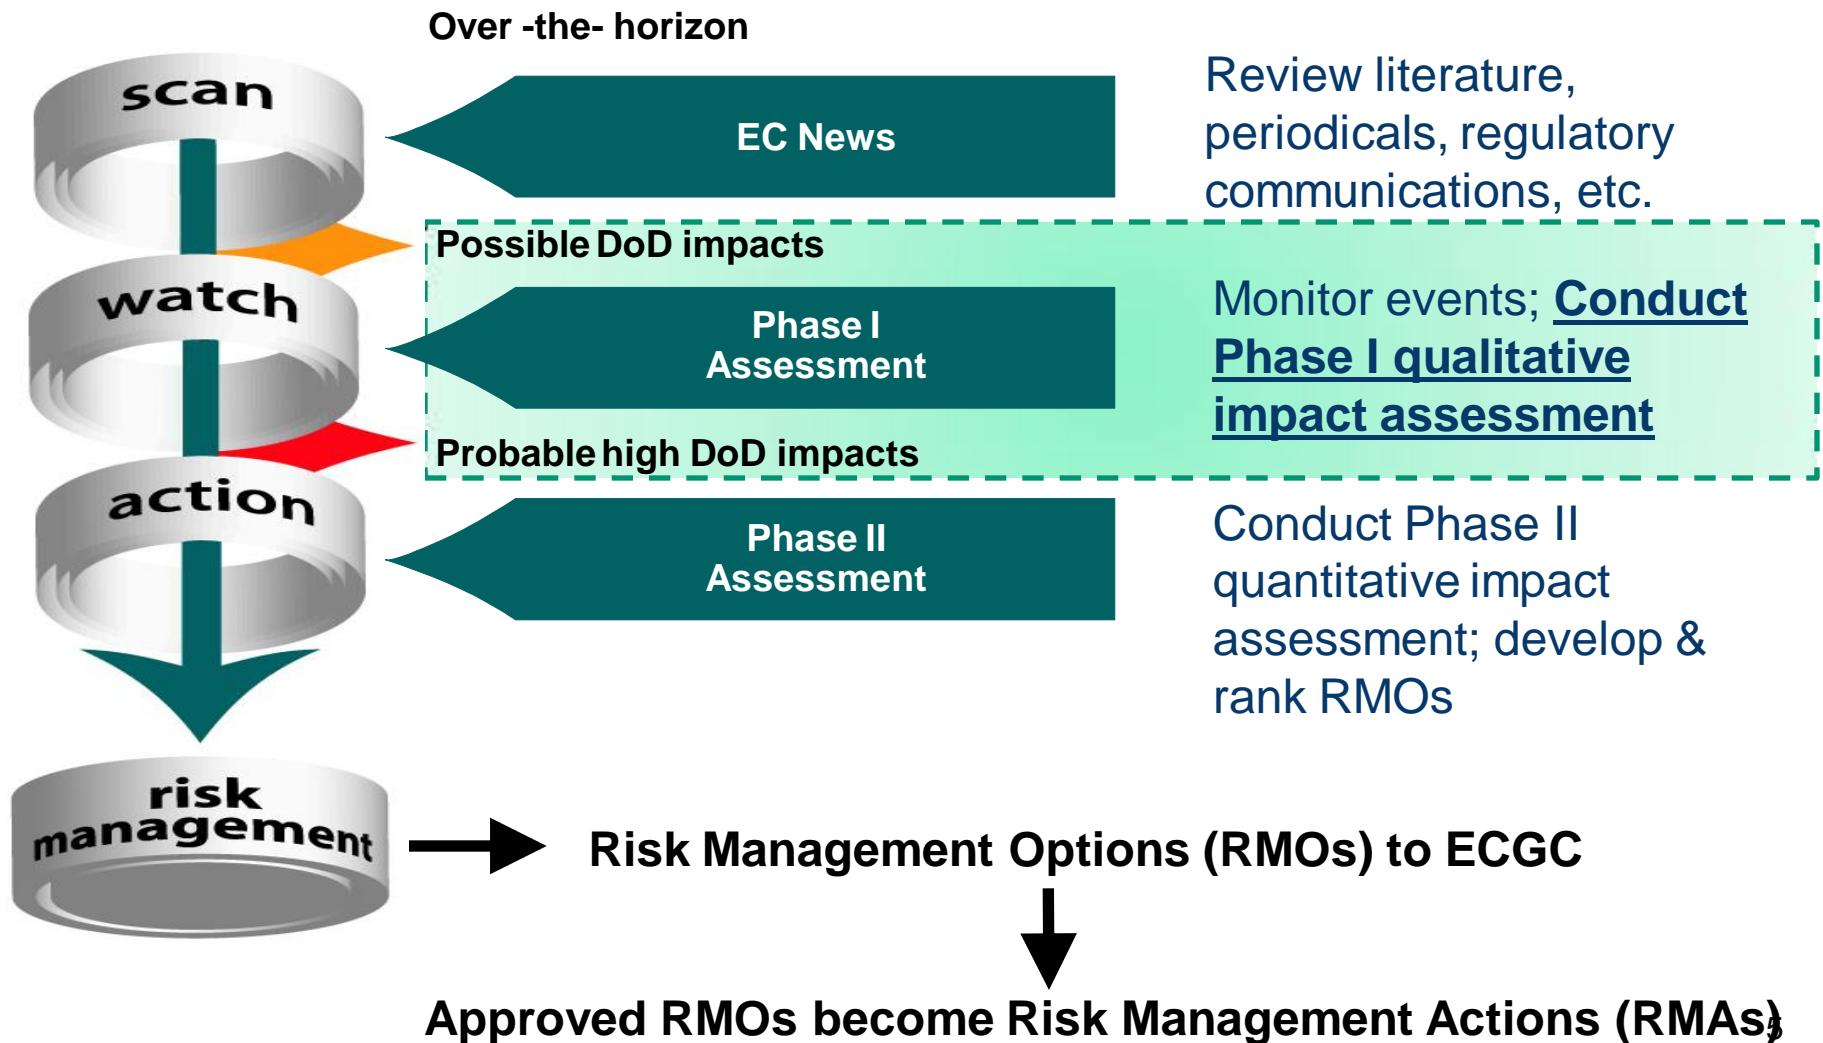 Over -the- horizon
scan
EC News
Review literature,
periodicals, regulatory
communications, etc.
Possible DoD impacts
watch
Phase I
Assessment
Monitor events; Conduct
Phase I qualitative
impact assessment
Probable high DoD impacts
action
Phase II
Assessment
Conduct Phase II
quantitative impact
assessment; develop &
rank RMOs
risk
management
Risk Management Options (RMOs) to ECGC
Approved RMOs become Risk Management Actions (RMAs)
5